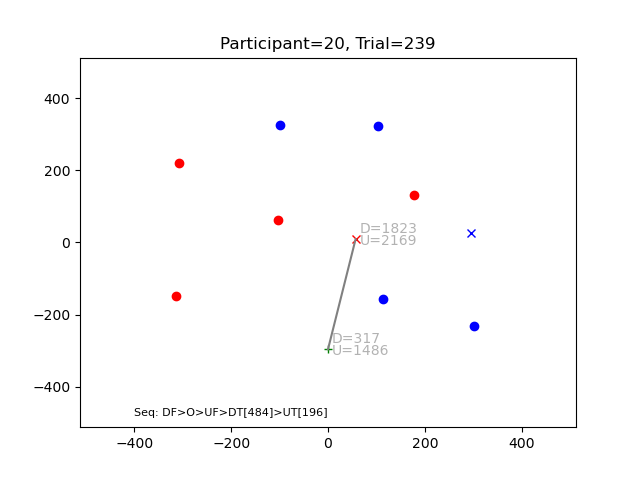 Participant=20, Trial=239
400
200
0
−200
−400
D=1823
U=2169
D=317
U=1486
Seq: DF>O>UF>DT[484]>UT[196]
−400
−200
0
200
400